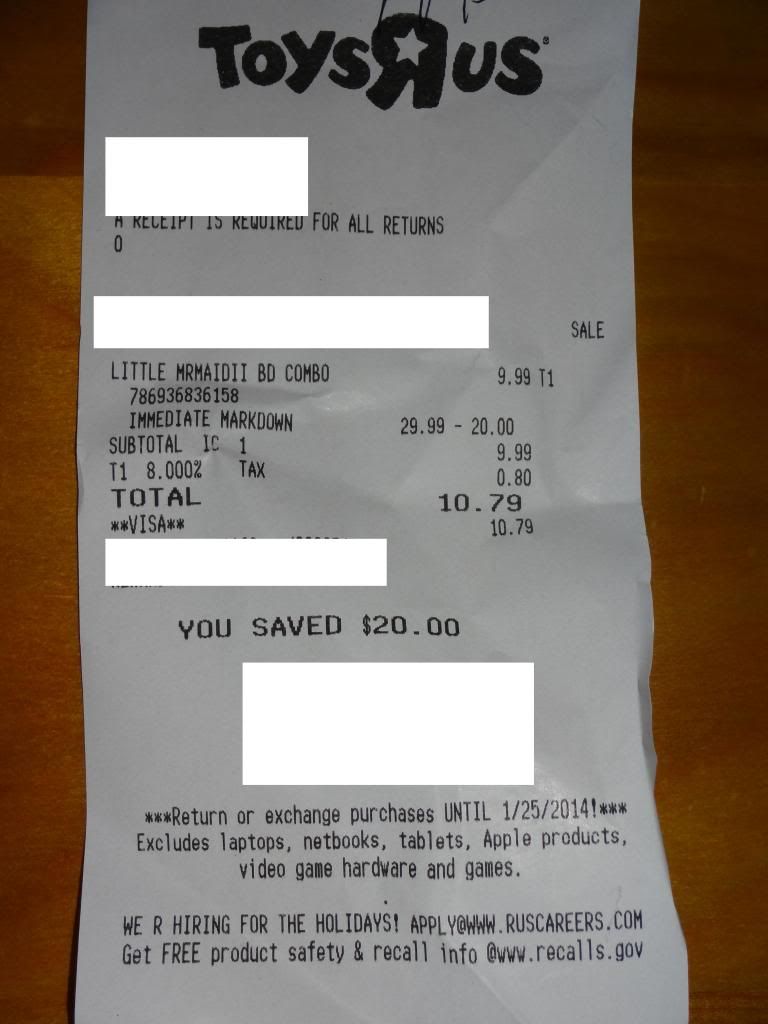 ToysRus
A RECEIPT IS REQUIRED FOR ALL RETURNS
0
SALE
LITTLE MRMAIDII BD COMBO 9.99 T1
786936836158
IMMEDIATE MARKDOWN 29.99 - 20.00
SUBTOTAL IC 1 9.99
T1 8.000% TAX 0.80
TOTAL 10.79
**VISA** 10.79
YOU SAVED $20.00
***Return or exchange purchases UNTIL 1/25/2014!***
Excludes laptops, netbooks, tablets, Apple products,
video game hardware and games.
WE R HIRING FOR THE HOLIDAYS! APPLY@WWW.RUSCAREERS.COM
Get FREE product safety & recall info @www.recalls.gov